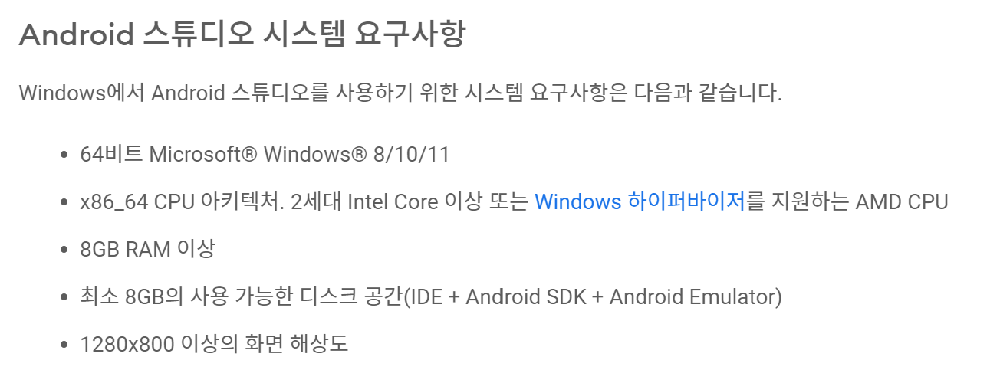 Android 스튜디오 시스템 요구사항
Windows에서 Android 스튜디오를 사용하기 위한 시스템 요구사항은 다음과 같습니다.
• 64비트 Microsoft® Windows® 8/10/11
• x86_64 CPU 아키텍처. 2세대 Intel Core 이상 또는 Windows 하이퍼바이저를 지원하는 AMD CPU
• 8GB RAM 이상
• 최소 8GB의 사용 가능한 디스크 공간(IDE + Android SDK + Android Emulator)
• 1280x800 이상의 화면 해상도